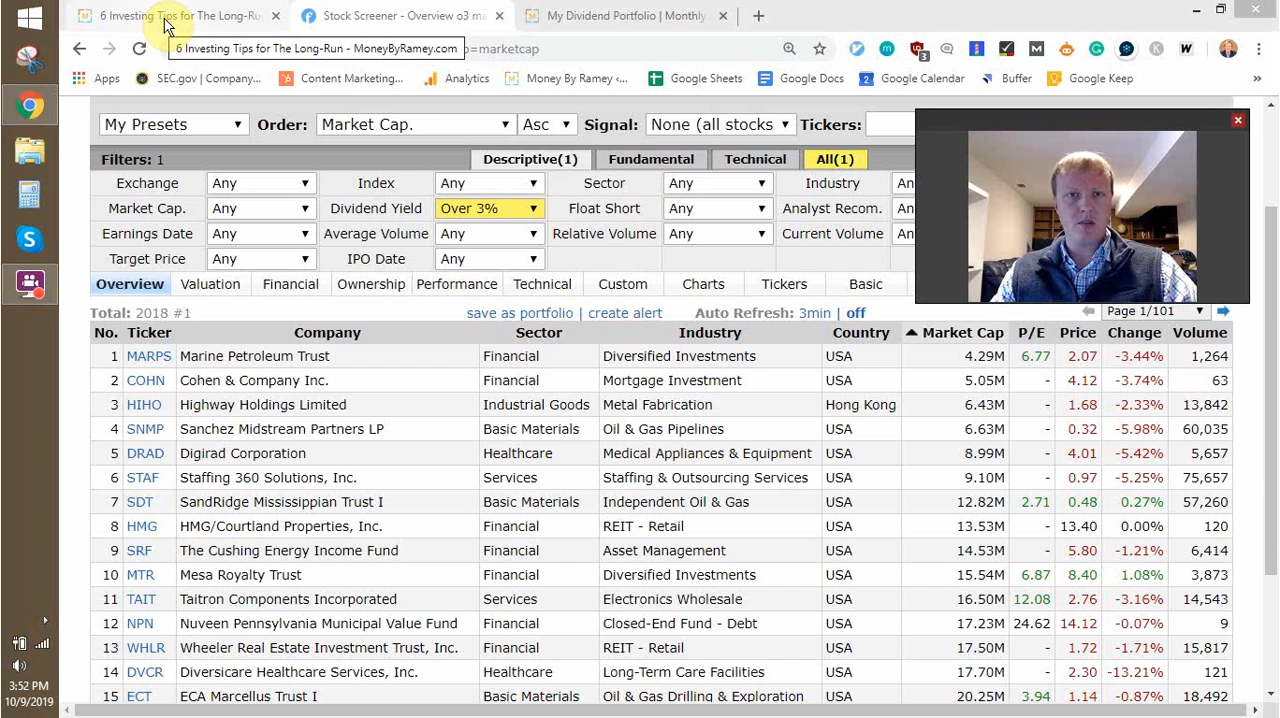 6 Investing Tips for The Long-Ru
Stock Screener - Overview o3 ma
My Dividend Portfolio | Monthly
6 Investing Tips for The Long-Run - MoneyByRamey.com
=marketcap
3
Apps
SEC.gov | Company...
Content Marketing...
Analytics
Money By Ramey ‹...
Google Sheets
Google Docs
Google Calendar
Buffer
Google Keep
»
My Presets Order: Market Cap. Asc Signal: None (all stocks Tickers:
Filters: 1 Descriptive(1) Fundamental Technical All(1)
Exchange Any Index Any Sector Any Industry An
Market Cap. Any Dividend Yield Over 3% Float Short Any Analyst Recom. An
Earnings Date Any Average Volume Any Relative Volume Any Current Volume An
Target Price Any IPO Date Any
Overview Valuation Financial Ownership Performance Technical Custom Charts Tickers Basic
Total: 2018 #1 save as portfolio | create alert Auto Refresh: 3min | off Page 1/101
No. Ticker Company Sector Industry Country Market Cap P/E Price Change Volume
1 MARPS Marine Petroleum Trust Financial Diversified Investments USA 4.29M 6.77 2.07 -3.44% 1,264
2 COHN Cohen & Company Inc. Financial Mortgage Investment USA 5.05M - 4.12 -3.74% 63
3 HIHO Highway Holdings Limited Industrial Goods Metal Fabrication Hong Kong 6.43M - 1.68 -2.33% 13,842
4 SNMP Sanchez Midstream Partners LP Basic Materials Oil & Gas Pipelines USA 6.63M - 0.32 -5.98% 60,035
5 DRAD Digirad Corporation Healthcare Medical Appliances & Equipment USA 8.99M - 4.01 -5.42% 5,657
6 STAF Staffing 360 Solutions, Inc. Services Staffing & Outsourcing Services USA 9.10M - 0.97 -5.25% 75,657
7 SDT SandRidge Mississippian Trust I Basic Materials Independent Oil & Gas USA 12.82M 2.71 0.48 0.27% 57,260
8 HMG HMG/Courtland Properties, Inc. Financial REIT - Retail USA 13.53M - 13.40 0.00% 120
9 SRF The Cushing Energy Income Fund Financial Asset Management USA 14.53M - 5.80 -1.21% 6,414
10 MTR Mesa Royalty Trust Financial Diversified Investments USA 15.54M 6.87 8.40 1.08% 3,873
11 TAIT Taitron Components Incorporated Services Electronics Wholesale USA 16.50M 12.08 2.76 -3.16% 14,543
12 NPN Nuveen Pennsylvania Municipal Value Fund Financial Closed-End Fund - Debt USA 17.23M 24.62 14.12 -0.07% 9
13 WHLR Wheeler Real Estate Investment Trust, Inc. Financial REIT - Retail USA 17.50M - 1.72 -1.71% 15,817
14 DVCR Diversicare Healthcare Services, Inc. Healthcare Long-Term Care Facilities USA 17.70M - 2.30 -13.21% 121
15 ECT ECA Marcellus Trust I Basic Materials Oil & Gas Drilling & Exploration USA 20.25M 3.94 1.14 -0.87% 18,492
3:52 PM
10/9/2019